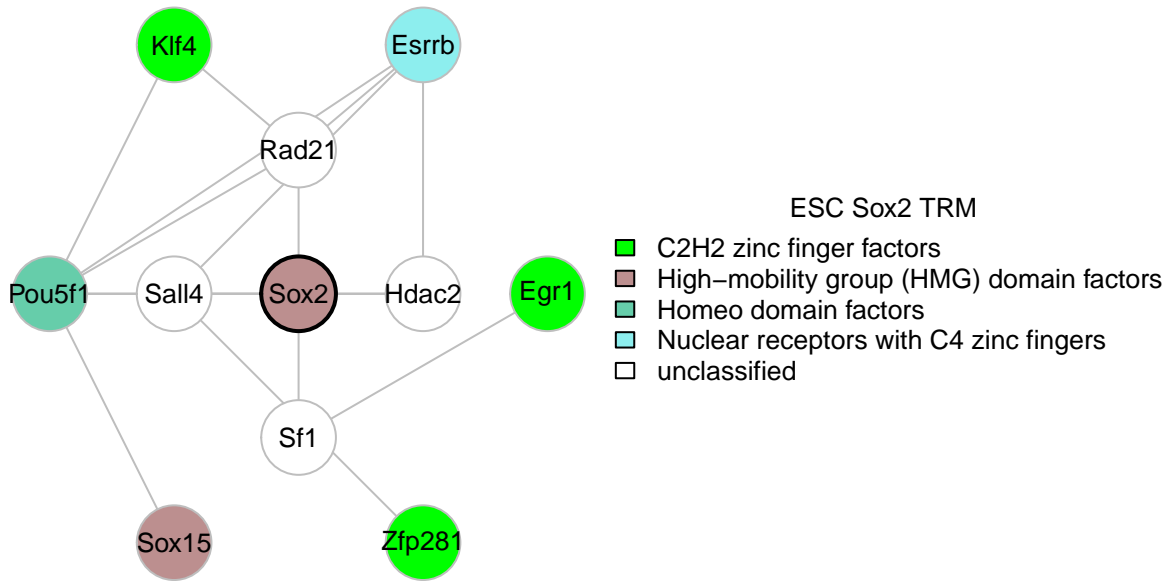 Klf4
Esrrb
Rad21
Pou5f1
Sall4
Sox2
Hdac2
Egr1
Sf1
Sox15
Zfp281
ESC Sox2 TRM
C2H2 zinc finger factors
High−mobility group (HMG) domain factors
Homeo domain factors
Nuclear receptors with C4 zinc fingers
unclassified